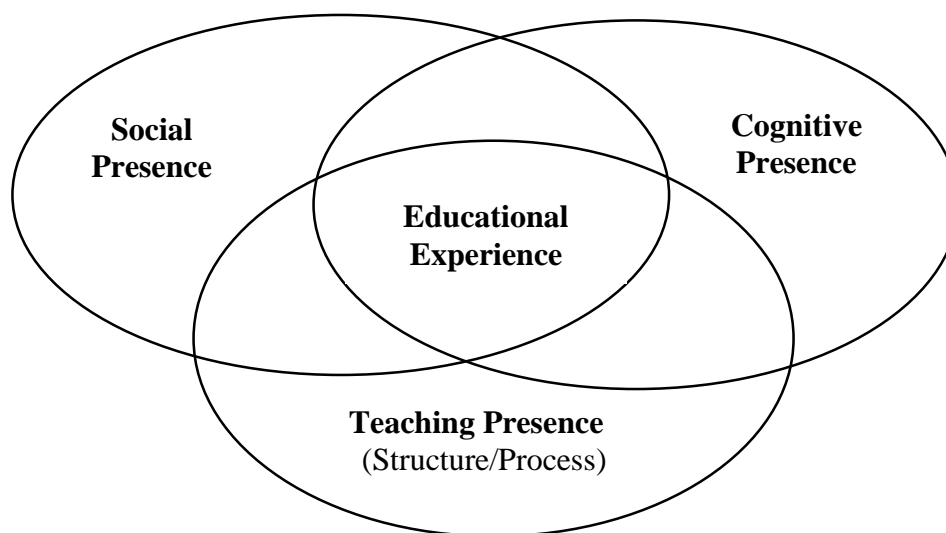 Social
Presence
Cognitive
Presence
Educational
Experience
Teaching Presence
(Structure/Process)